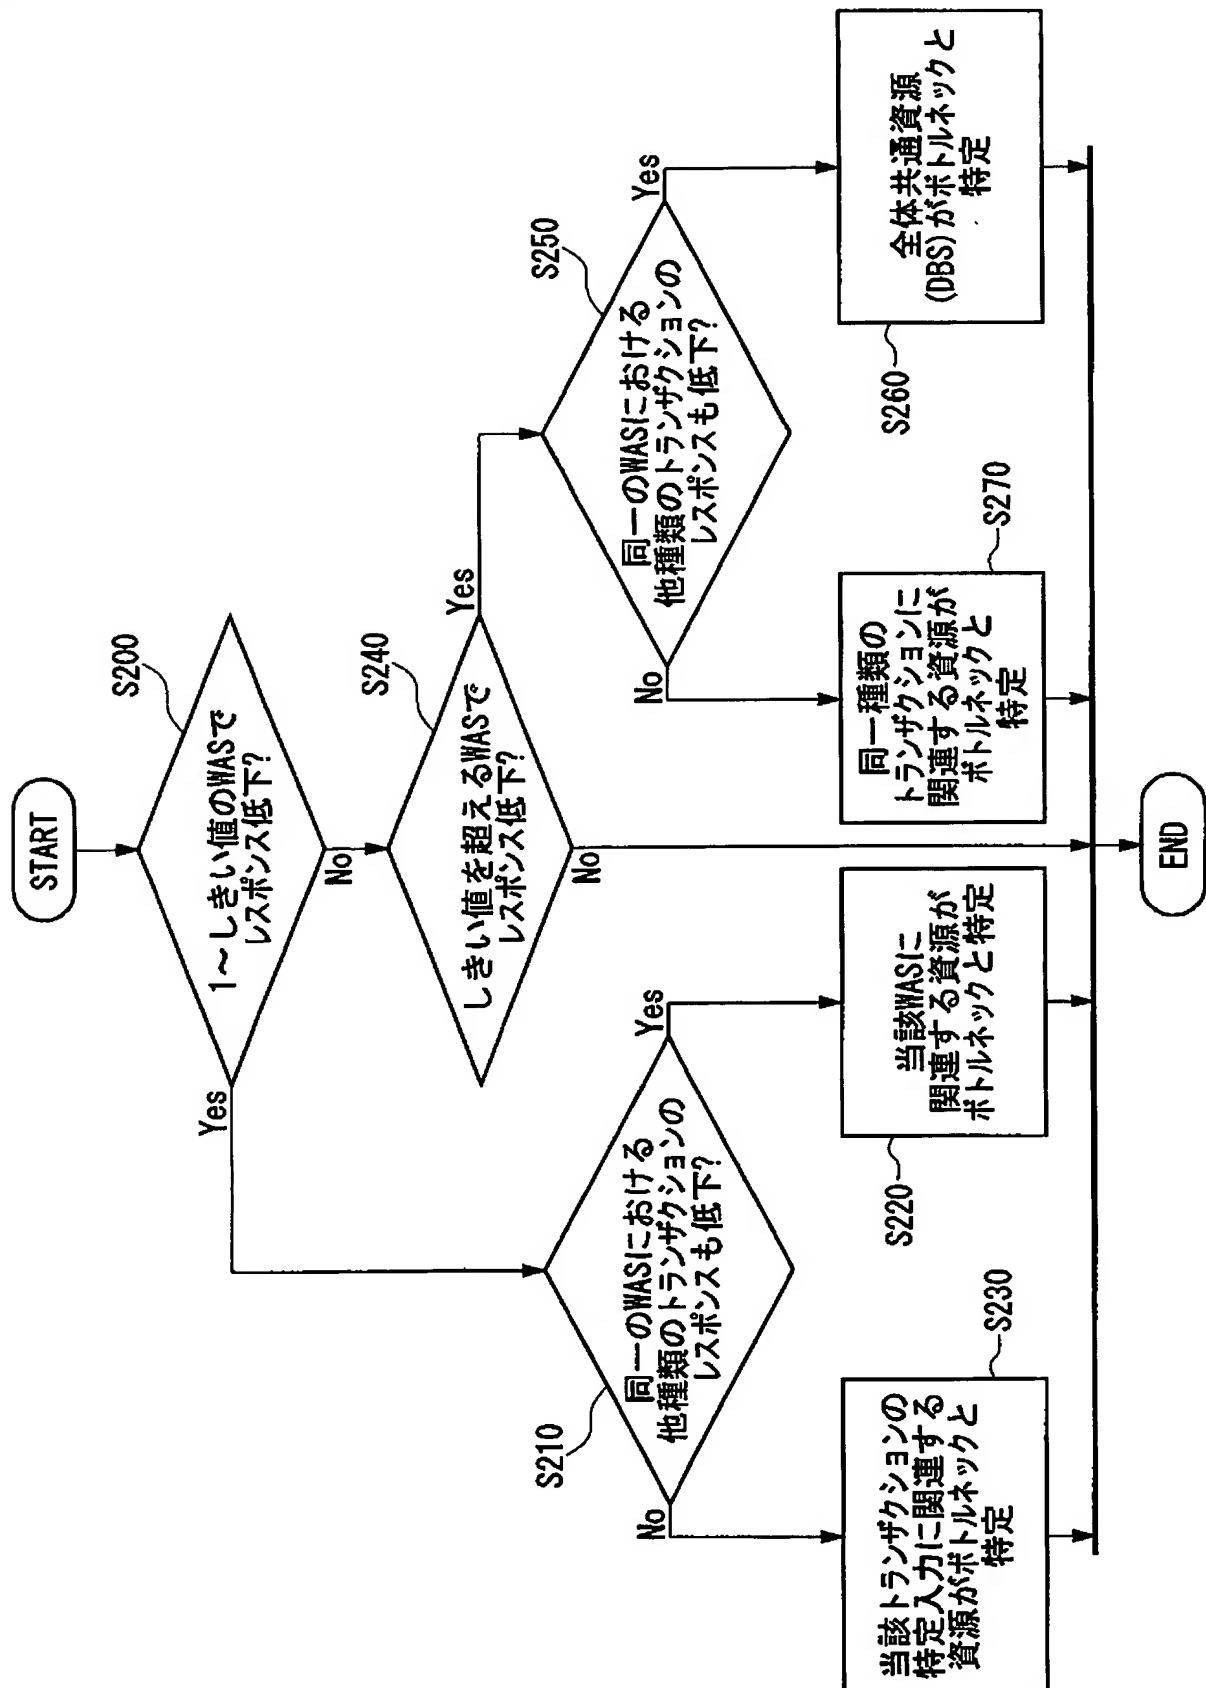 START
S200
1～しきい値のWASで
レスポンス低下?
Yes
No
S240
しきい値を超えるWASで
レスポンス低下?
Yes
No
S210
同一のWASにおける
他種類のトランザクションの
レスポンスも低下?
No
Yes
S250
同一のWASにおける
他種類のトランザクションの
レスポンスも低下?
No
Yes
S230
当該トランザクションの
特定入力に関連する
資源がボトルネックと
特定
S220
当該WASに
関連する資源が
ボトルネックと特定
S270
同一種類の
トランザクションに
関連する資源が
ボトルネックと
特定
S260
全体共通資源
(DBS)がボトルネックと
特定
END